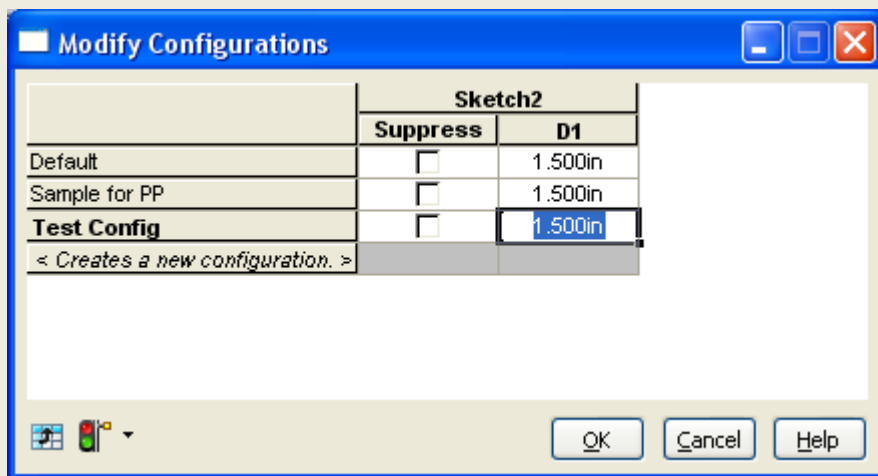 Modify Configurations
Sketch2
Suppress D1
Default 1.500in
Sample for PP 1.500in
Test Config 1.500in
< Creates a new configuration. >
OK Cancel Help